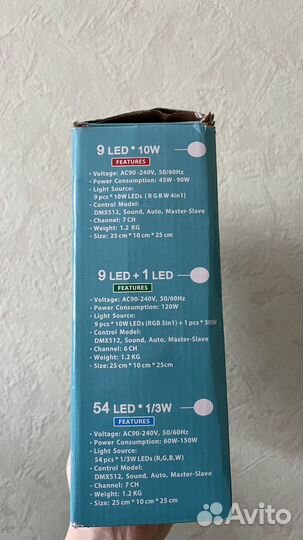 9 LED * 10W
FEATURES
• Voltage: AC90-240V, 50/60Hz
• Power Consumption: 45W-90W
• Light Source:
9 pcs * 10W LEDs (RGBW 4in1)
• Control Model:
DMX512, Sound, Auto, Master-Slave
• Channel: 7 CH
• Weight: 1.2 KG
• Size: 25 cm * 10 cm * 25 cm
9 LED + 1 LED
FEATURES
• Voltage: AC90-240V, 50/60Hz
• Power Consumption: 120W
• Light Source:
9 pcs * 10W LEDs (RGB 3in1) + 1 pcs * 30W
• Control Model:
DMX512, Sound, Auto, Master-Slave
• Channel: 6 CH
• Weight: 1.2 KG
• Size: 25cm * 10 cm * 25cm
54 LED * 1/3W
FEATURES
• Voltage: AC90-240V, 50/60Hz
• Power Consumption: 60W-150W
• Light Source:
54 pcs * 1/3W LEDs (R,G,B,W)
• Control Model:
DMX512, Sound, Auto, Master-Slave
• Channel: 7 CH
• Weight: 1.2 KG
• Size: 25 cm * 10 cm * 25 cm
Avito